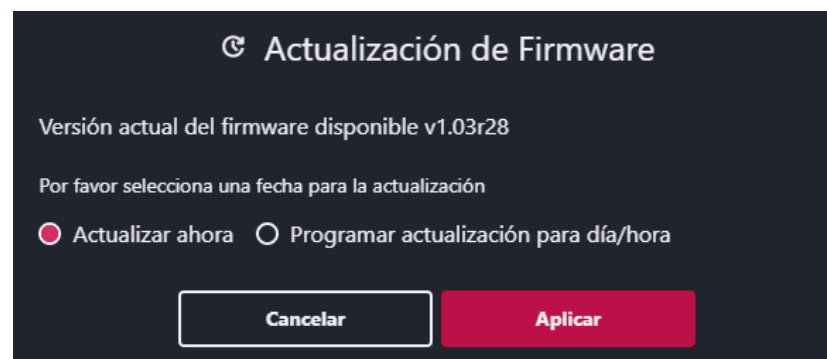 Actualización de Firmware
Versión actual del firmware disponible v1.03r28
Por favor selecciona una fecha para la actualización
Actualizar ahora Programar actualización para día/hora
Cancelar Aplicar